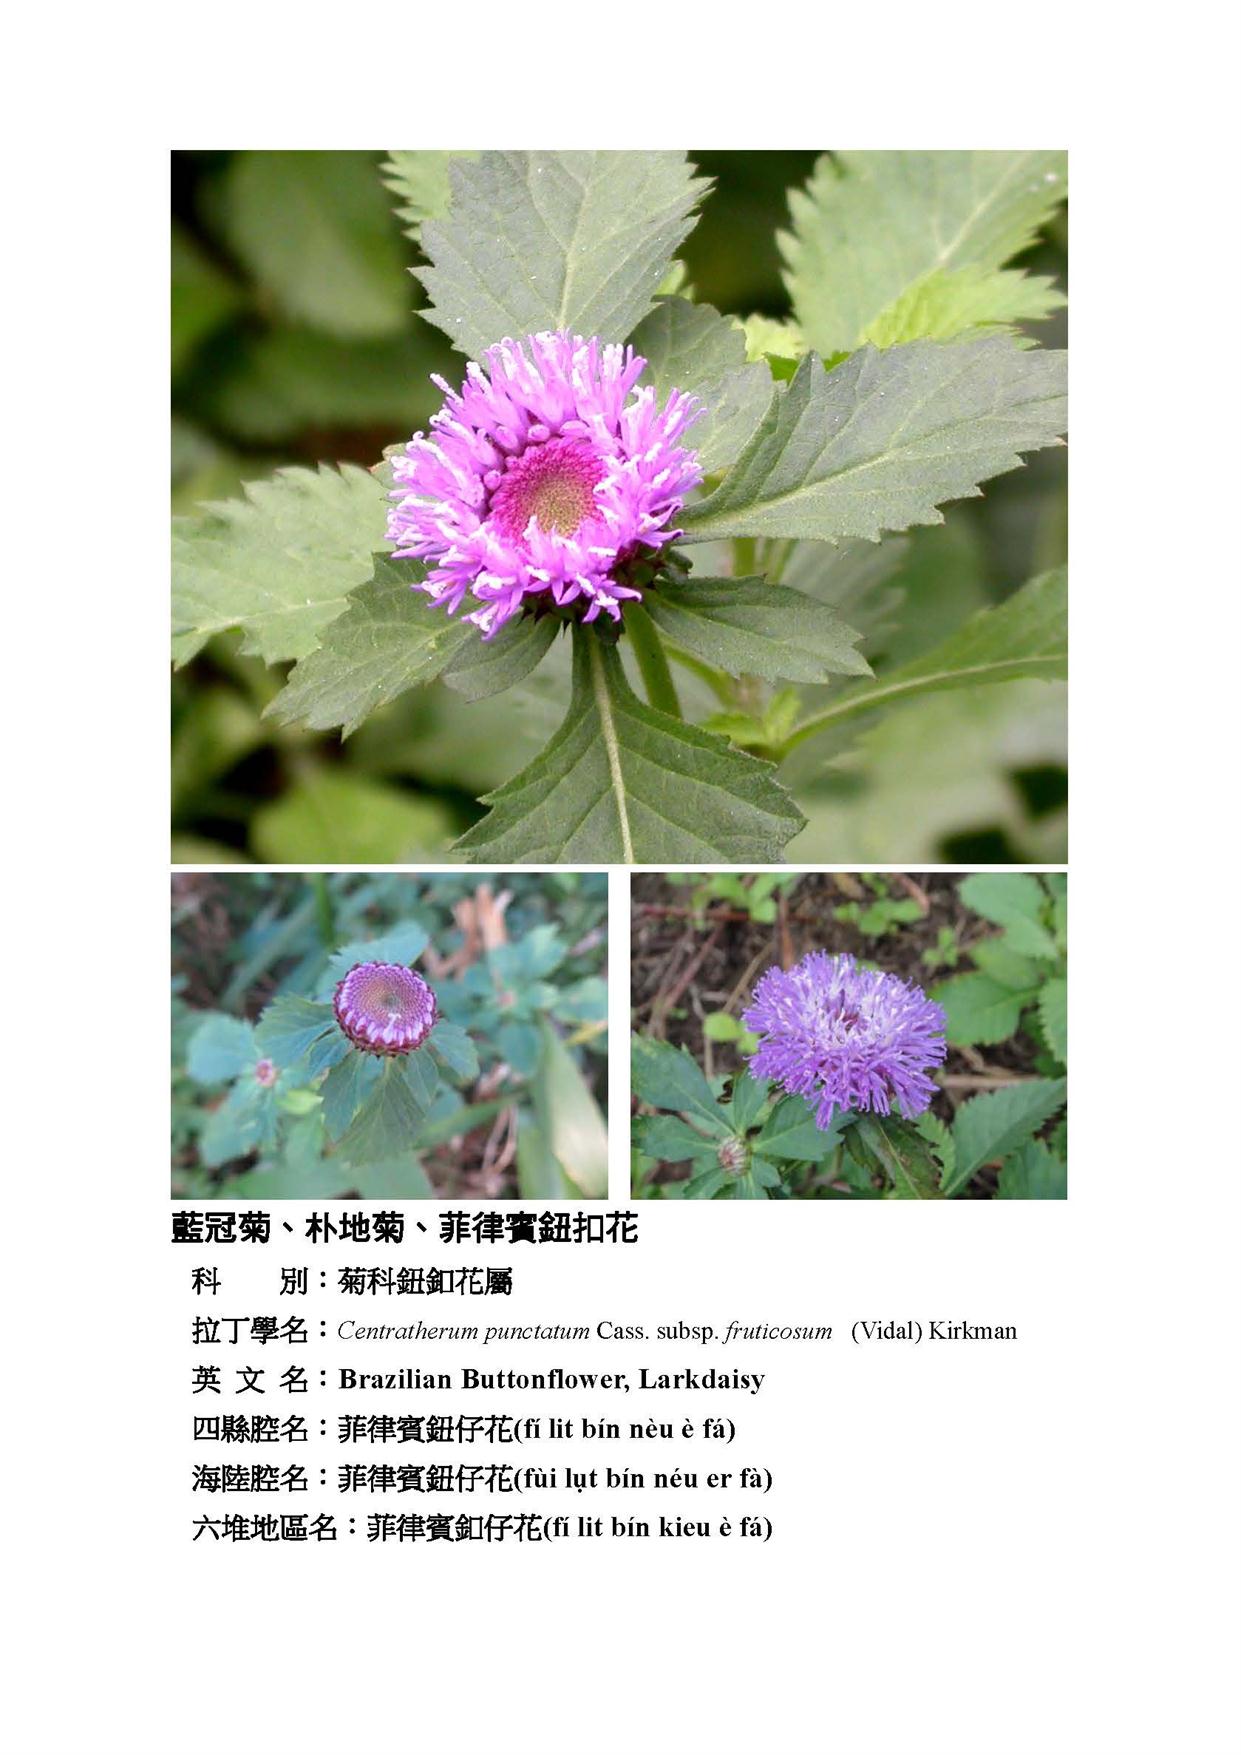 藍冠菊、朴地菊、菲律賓鈕扣花
科　　別：菊科鈕釦花屬
拉丁學名：Centratherum punctatum Cass. subsp. fruticosum (Vidal) Kirkman
英 文 名：Brazilian Buttonflower, Larkdaisy
四縣腔名：菲律賓鈕仔花(fí lit bín nèu è fá)
海陸腔名：菲律賓鈕仔花(fùi lụt bín néu er fà)
六堆地區名：菲律賓釦仔花(fí lit bín kieu è fá)